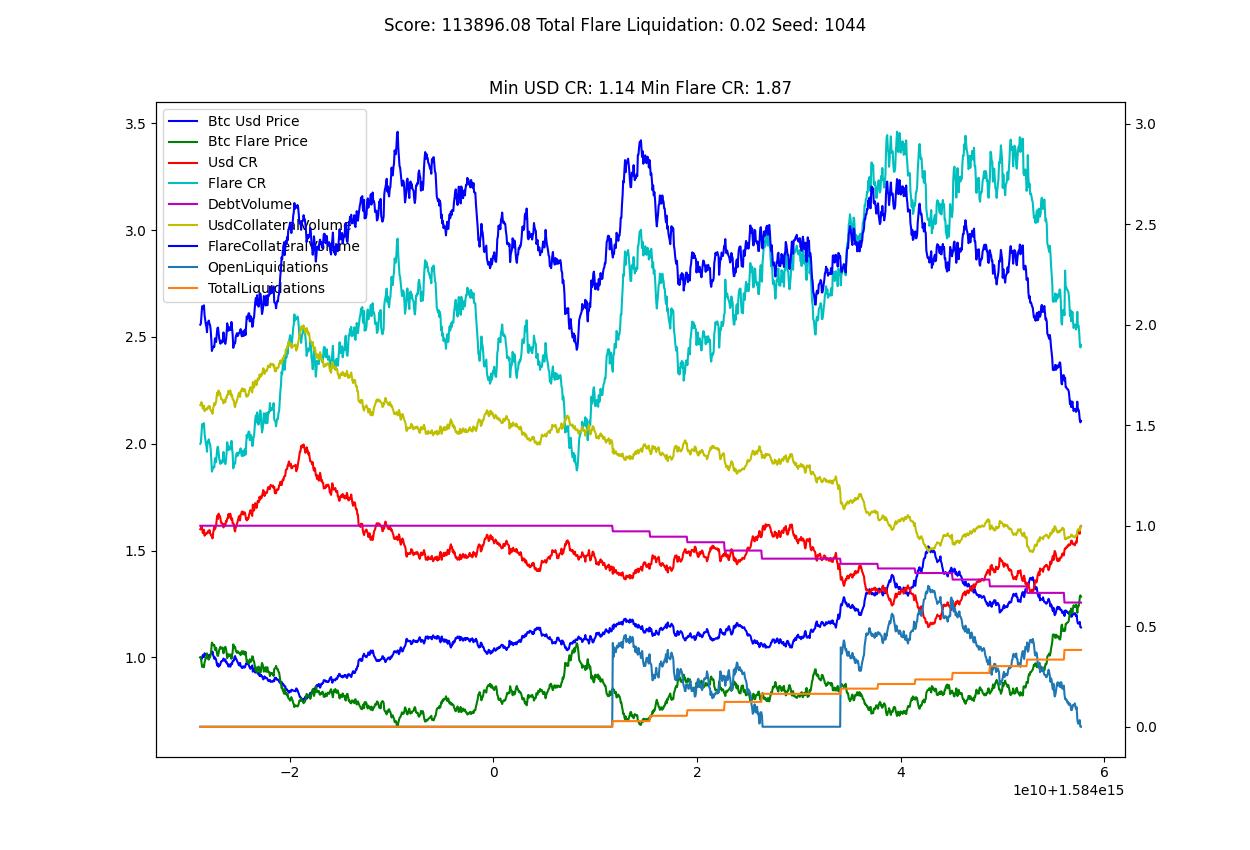 Score: 113896.08 Total Flare Liquidation: 0.02 Seed: 1044
Min USD CR: 1.14 Min Flare CR: 1.87
Btc Usd Price
Btc Flare Price
Usd CR
Flare CR
DebtVolume
UsdCollateralVolume
FlareCollateralVolume
OpenLiquidations
TotalLiquidations
3.5
3.0
2.5
2.0
1.5
1.0
3.0
2.5
2.0
1.5
1.0
0.5
0.0
−2 0 2 4 6
1e10+1.584e15